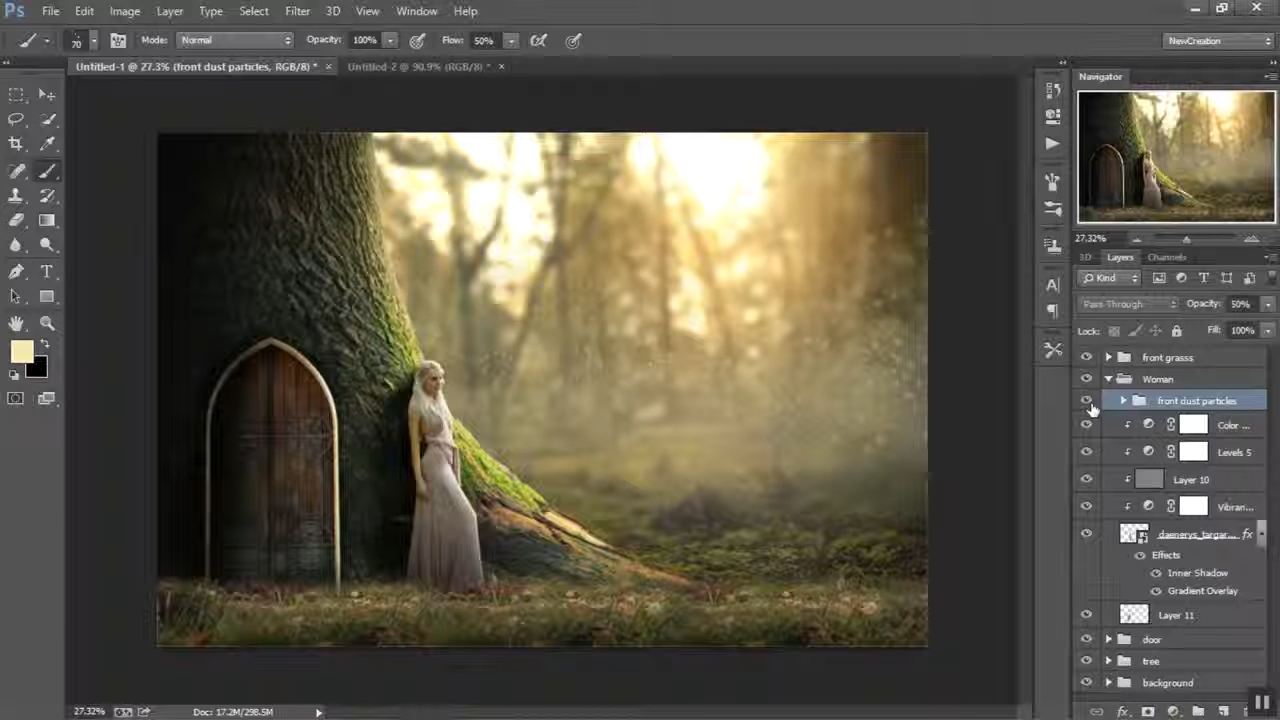 Ps File Edit Image Layer Type Select Filter 3D View Window Help
70 Mode: Normal Opacity: 100% Flow: 50% NewCreation
Untitled-1 @ 27.3% (front dust particles, RGB/8) * × Untitled-2 @ 90.9% (RGB/8) * ×
Navigator
27.32%
3D Layers Channels
Kind
Pass Through Opacity: 50%
Lock: Fill: 100%
front grasss
Woman
front dust particles
Color ...
Levels 5
Layer 10
Vibran...
daenerys_targar... fx
Effects
Inner Shadow
Gradient Overlay
Layer 11
door
tree
background
27.32% Doc: 17.2M/298.5M